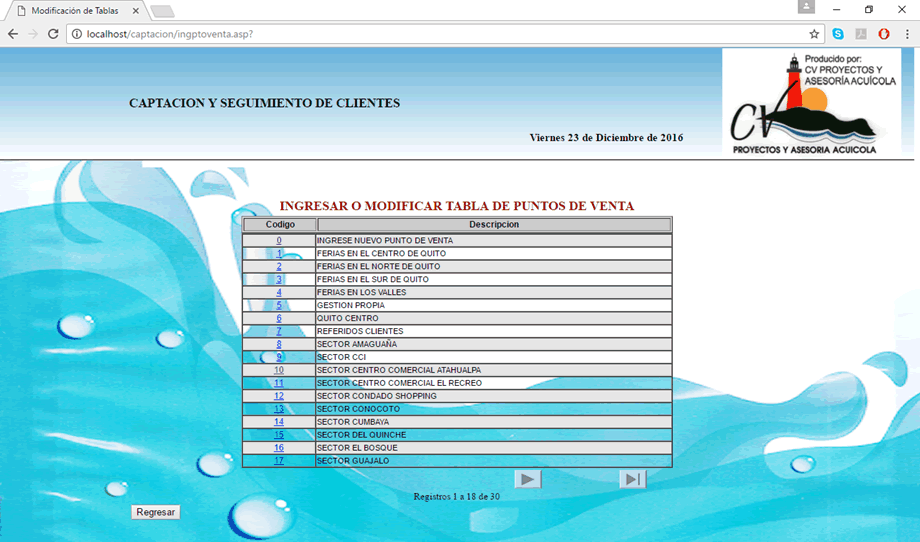 Modificación de Tablas
localhost/captacion/ingptoventa.asp?
Producido por:
CV PROYECTOS Y
ASESORÍA ACUÍCOLA
CAPTACION Y SEGUIMIENTO DE CLIENTES
CV
Viernes 23 de Diciembre de 2016
PROYECTOS Y ASESORIA ACUICOLA
INGRESAR O MODIFICAR TABLA DE PUNTOS DE VENTA
Codigo Descripcion
0 INGRESE NUEVO PUNTO DE VENTA
1 FERIAS EN EL CENTRO DE QUITO
2 FERIAS EN EL NORTE DE QUITO
3 FERIAS EN EL SUR DE QUITO
4 FERIAS EN LOS VALLES
5 GESTION PROPIA
6 QUITO CENTRO
7 REFERIDOS CLIENTES
8 SECTOR AMAGUAÑA
9 SECTOR CCI
10 SECTOR CENTRO COMERCIAL ATAHUALPA
11 SECTOR CENTRO COMERCIAL EL RECREO
12 SECTOR CONDADO SHOPPING
13 SECTOR CONOCOTO
14 SECTOR CUMBAYA
15 SECTOR DEL QUINCHE
16 SECTOR EL BOSQUE
17 SECTOR GUAJALO
Registros 1 a 18 de 30
Regresar